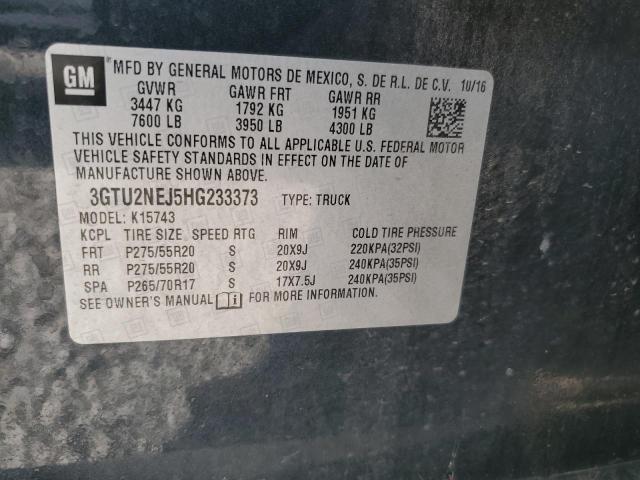 GM MFD BY GENERAL MOTORS DE MEXICO, S. DE R.L. DE C.V. 10/16
GVWR GAWR FRT GAWR RR
3447 KG 1792 KG 1951 KG
7600 LB 3950 LB 4300 LB
THIS VEHICLE CONFORMS TO ALL APPLICABLE U.S. FEDERAL MOTOR
VEHICLE SAFETY STANDARDS IN EFFECT ON THE DATE OF
MANUFACTURE SHOWN ABOVE.
3GTU2NEJ5HG233373 TYPE: TRUCK
MODEL: K15743
KCPL TIRE SIZE SPEED RTG RIM COLD TIRE PRESSURE
FRT P275/55R20 S 20X9J 220KPA(32PSI)
RR P275/55R20 S 20X9J 240KPA(35PSI)
SPA P265/70R17 S 17X7.5J 240KPA(35PSI)
SEE OWNER'S MANUAL i FOR MORE INFORMATION.